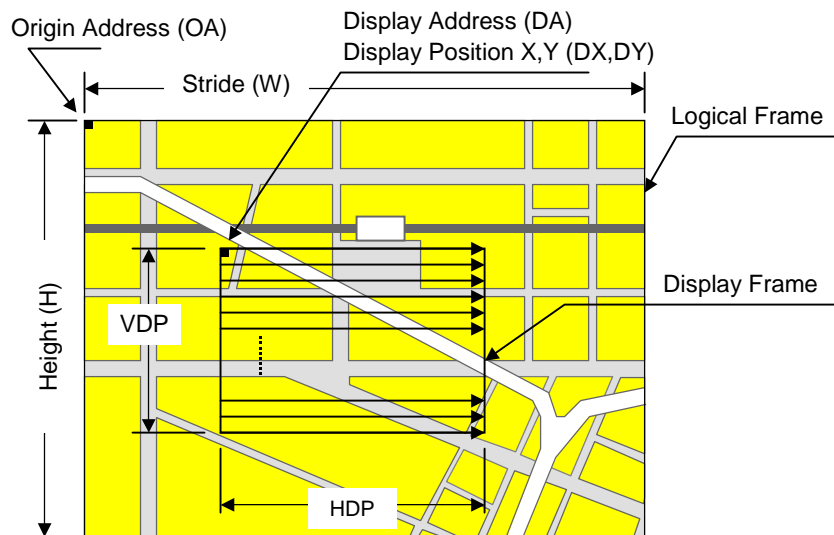 Origin Address (OA)
Display Address (DA)
Display Position X,Y (DX,DY)
Stride (W)
Logical Frame
Display Frame
Height (H)
VDP
HDP